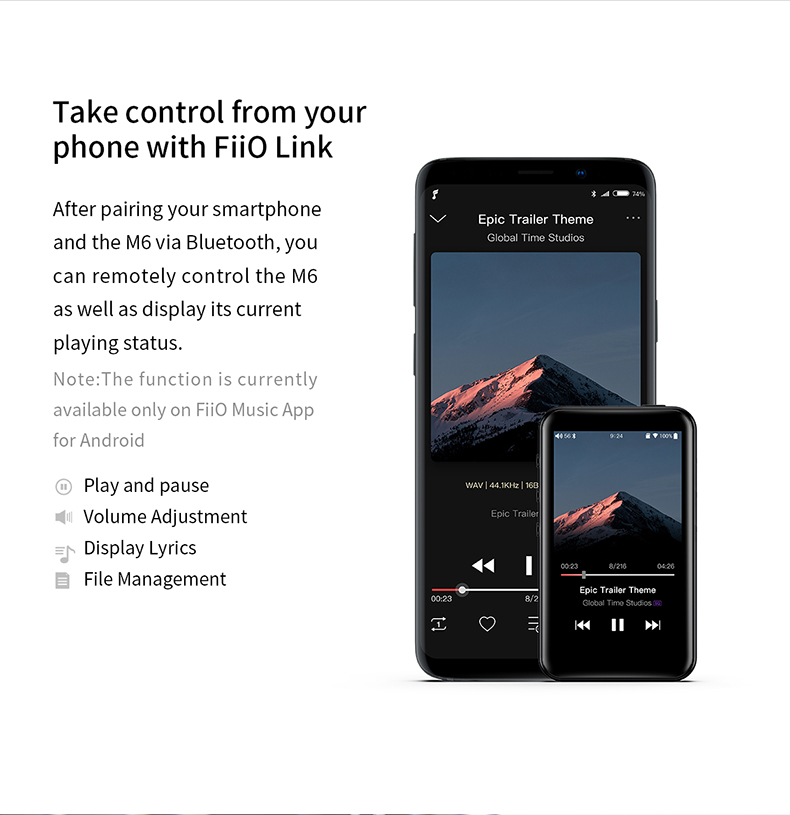 Take control from your
phone with FiiO Link
After pairing your smartphone
and the M6 via Bluetooth, you
can remotely control the M6
as well as display its current
playing status.
Note:The function is currently
available only on FiiO Music App
for Android
Play and pause
Volume Adjustment
Display Lyrics
File Management
74%
Epic Trailer Theme
Global Time Studios
WAV | 44.1KHz | 16B
Epic Trailer
00:23 8/2
1
56 9:24 100%
00:23 8/216 04:26
Epic Trailer Theme
Global Time Studios